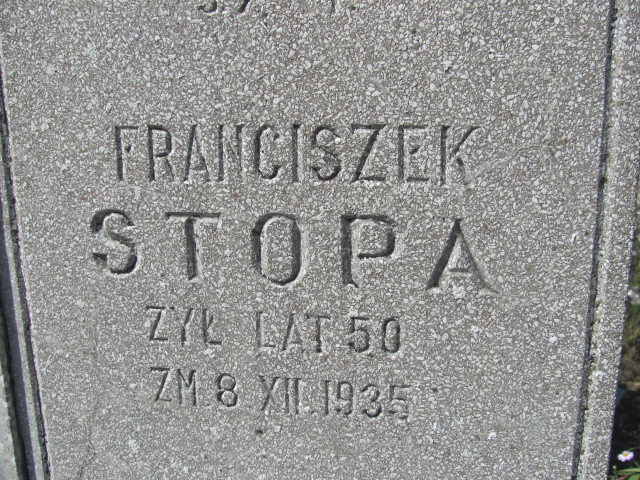 FRANCISZEK
STOPA
ŻYŁ LAT 50
ZM. 8 XII. 1935